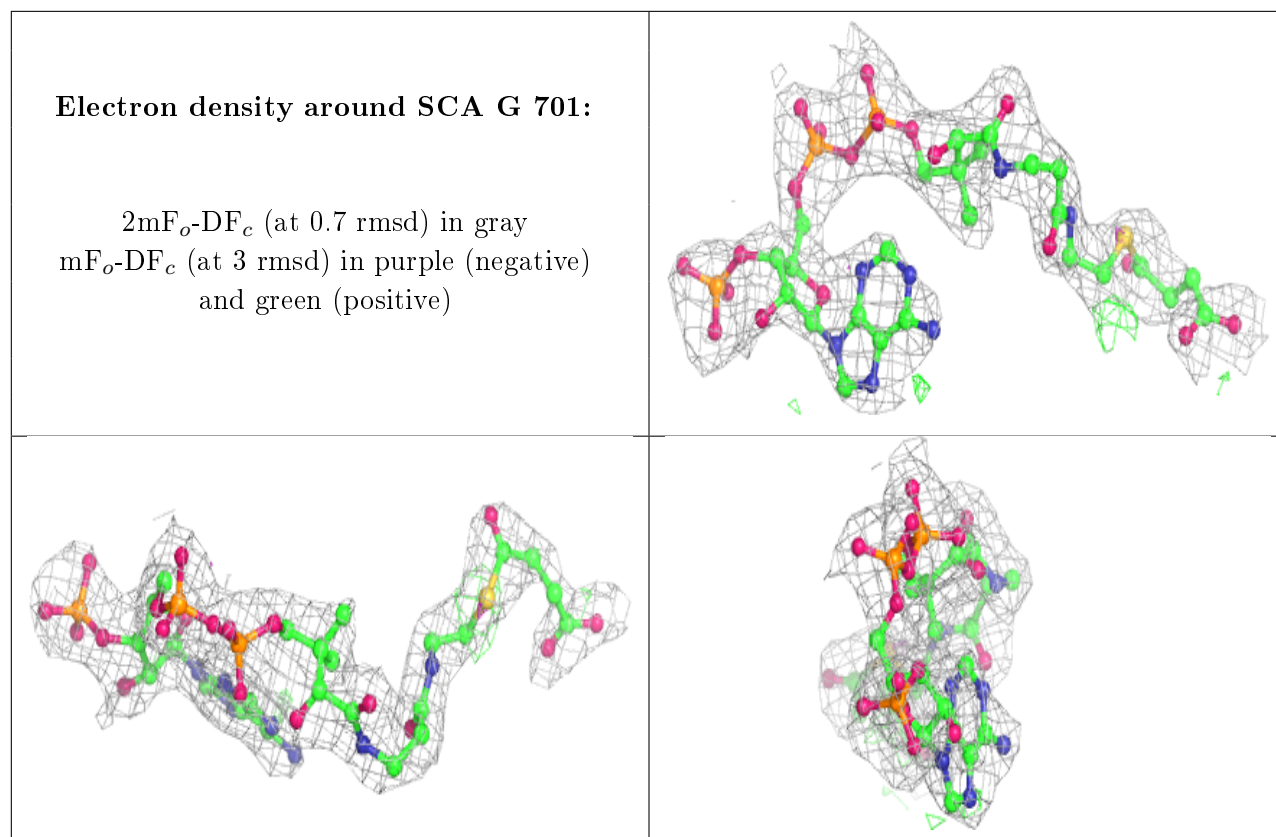 Electron density around SCA G 701:
2mFo-DFc (at 0.7 rmsd) in gray
mFo-DFc (at 3 rmsd) in purple (negative)
and green (positive)